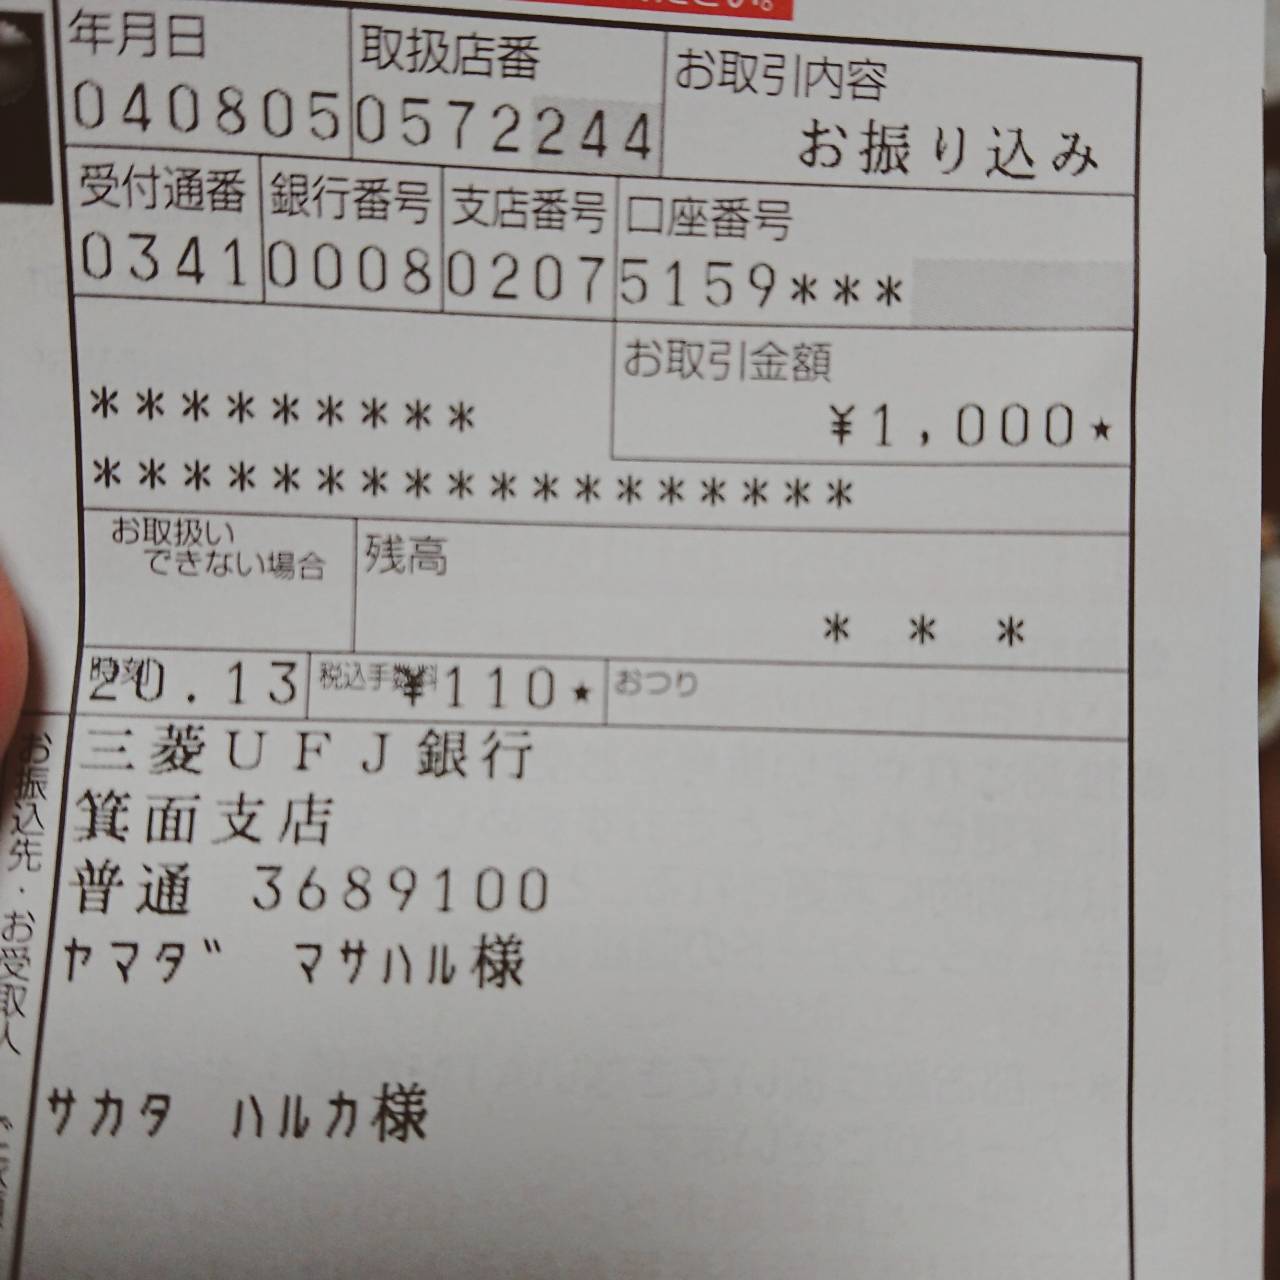 年月日 取扱店番 お取引内容
040805 0572244 お振り込み
受付通番 銀行番号 支店番号 口座番号
0341 0008 0207 5159***
お取引金額
*********
¥1,000★
******************
お取扱い
できない場合
残高
* * *
時刻 税込手数料 おつり
20.13 ¥110★
三菱UFJ銀行
箕面支店
普通 3689100
ヤマダ マサハル様
サカタ ハルカ様
お振込先・お受取人